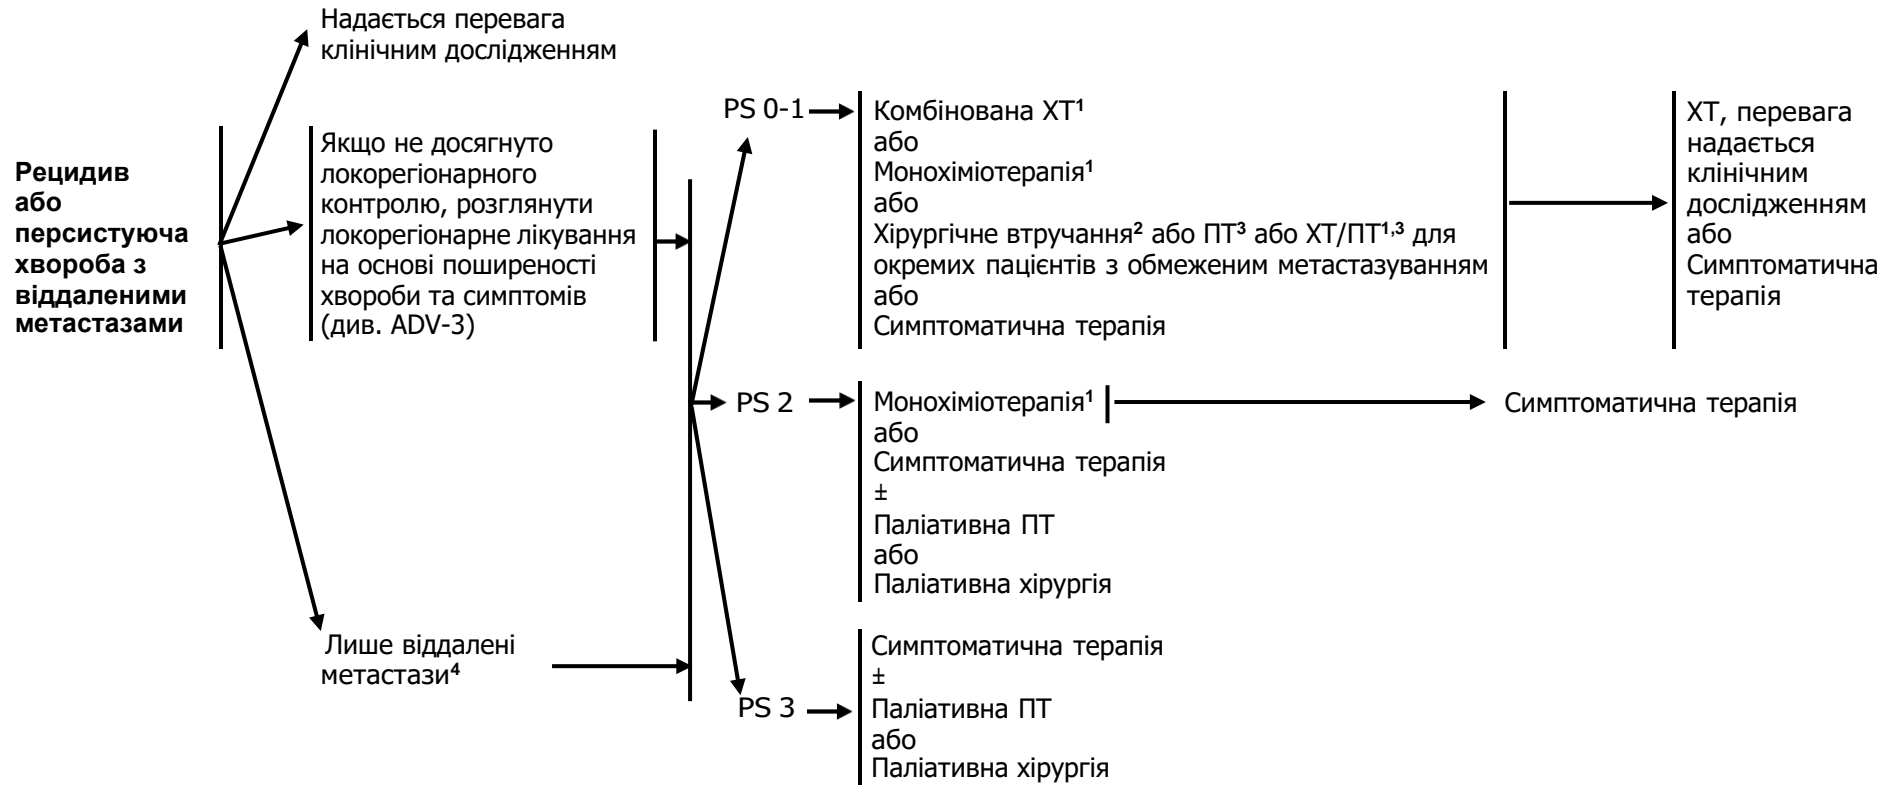 Надається перевага
клінічним дослідженням
Рецидив
або
персистуюча
хвороба з
віддаленими
метастазами
Якщо не досягнуто
локорегіонарного
контролю, розглянути
локорегіонарне лікування
на основі поширеності
хвороби та симптомів
(див. ADV-3)
Лише віддалені
метастази⁴
PS 0-1
Комбінована ХТ¹
або
Монохіміотерапія¹
або
Хірургічне втручання² або ПТ³ або ХТ/ПТ¹,³ для
окремих пацієнтів з обмеженим метастазуванням
або
Симптоматична терапія
ХТ, перевага
надається
клінічним
дослідженням
або
Симптоматична
терапія
PS 2
Монохіміотерапія¹
або
Симптоматична терапія
±
Паліативна ПТ
або
Паліативна хірургія
Симптоматична терапія
PS 3
Симптоматична терапія
±
Паліативна ПТ
або
Паліативна хірургія